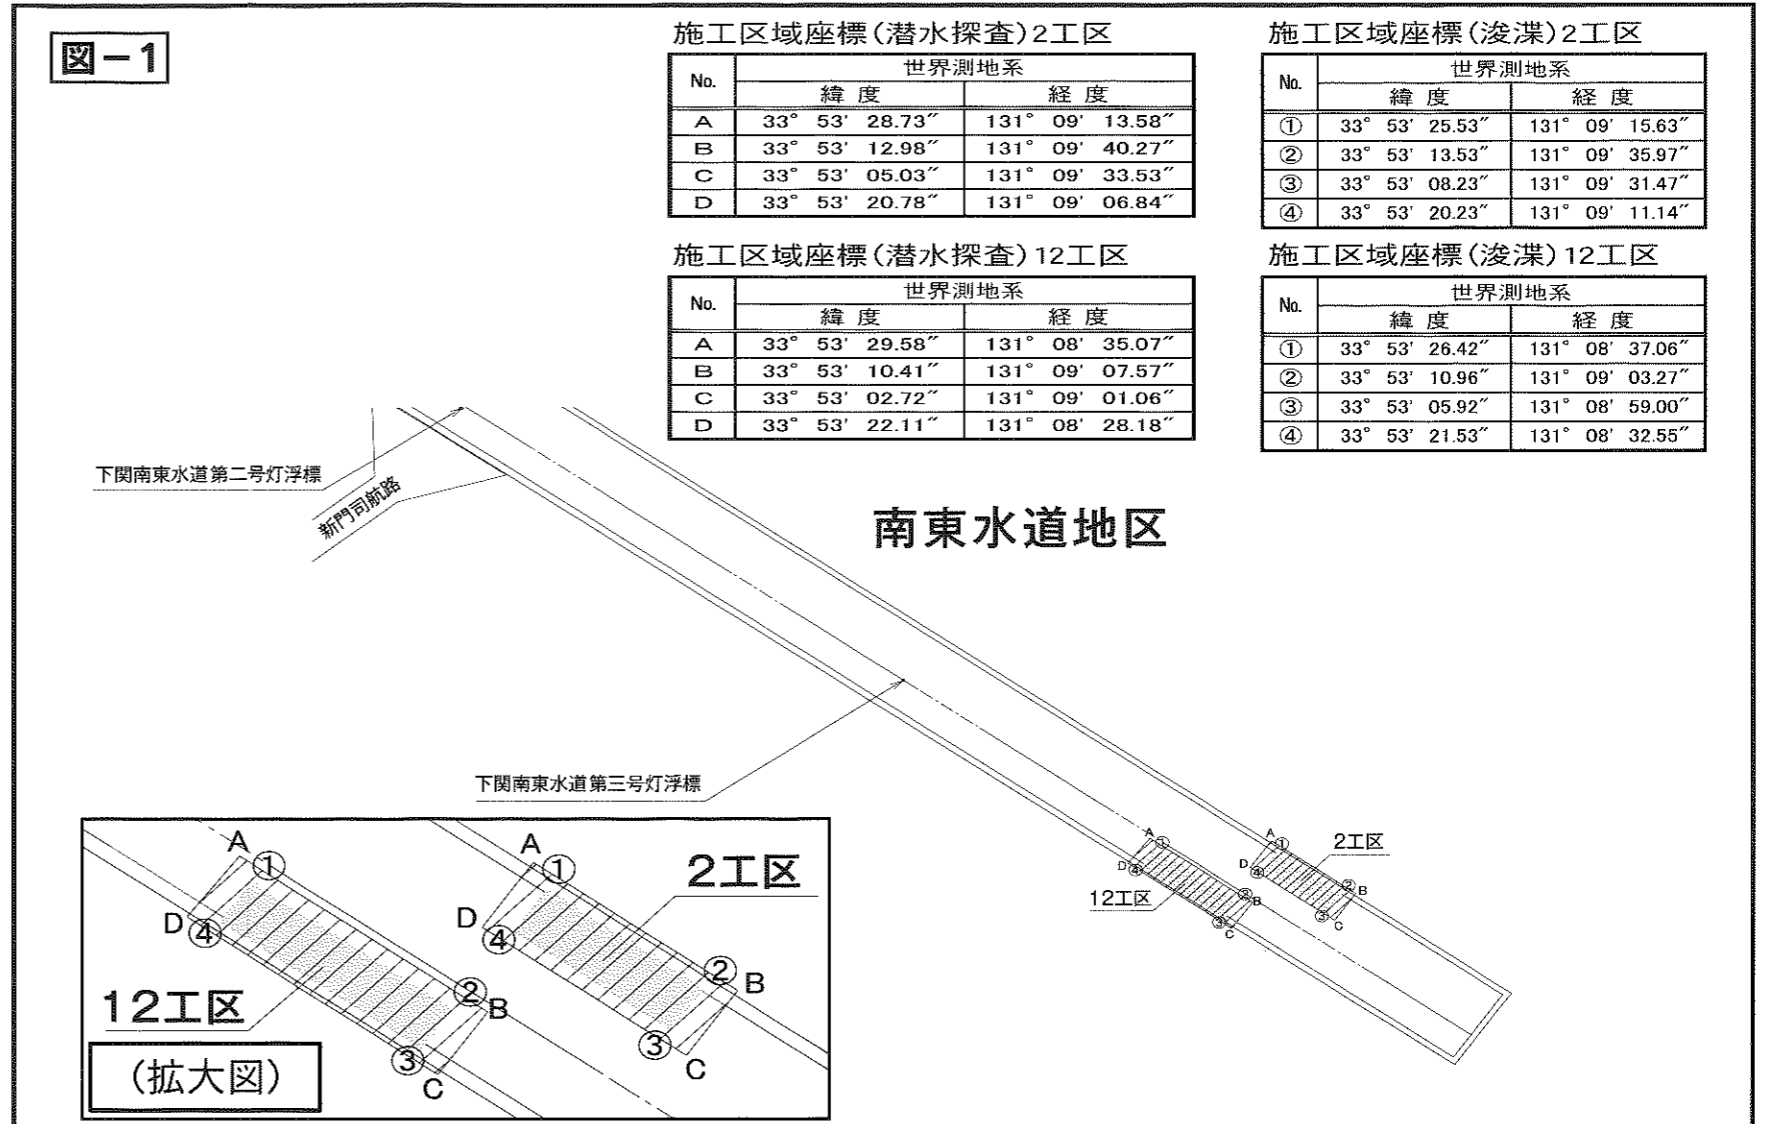 図-1
施工区域座標(潜水探査)2工区
No. 世界測地系
緯 度 経 度
A 33° 53' 28.73″ 131° 09' 13.58″
B 33° 53' 12.98″ 131° 09' 40.27″
C 33° 53' 05.03″ 131° 09' 33.53″
D 33° 53' 20.78″ 131° 09' 06.84″
施工区域座標(浚渫)2工区
No. 世界測地系
緯 度 経 度
① 33° 53' 25.53″ 131° 09' 15.63″
② 33° 53' 13.53″ 131° 09' 35.97″
③ 33° 53' 08.23″ 131° 09' 31.47″
④ 33° 53' 20.23″ 131° 09' 11.14″
施工区域座標(潜水探査)12工区
No. 世界測地系
緯 度 経 度
A 33° 53' 29.58″ 131° 08' 35.07″
B 33° 53' 10.41″ 131° 09' 07.57″
C 33° 53' 02.72″ 131° 09' 01.06″
D 33° 53' 22.11″ 131° 08' 28.18″
施工区域座標(浚渫)12工区
No. 世界測地系
緯 度 経 度
① 33° 53' 26.42″ 131° 08' 37.06″
② 33° 53' 10.96″ 131° 09' 03.27″
③ 33° 53' 05.92″ 131° 08' 59.00″
④ 33° 53' 21.53″ 131° 08' 32.55″
下関南東水道第二号灯浮標
新門司航路
南東水道地区
下関南東水道第三号灯浮標
A ① D ④ ② B ③ C
12工区
A ① D ④ ② B ③ C
2工区
A ① D ④ ② B ③ C
12工区
A ① D ④ ② B ③ C
2工区
(拡大図)